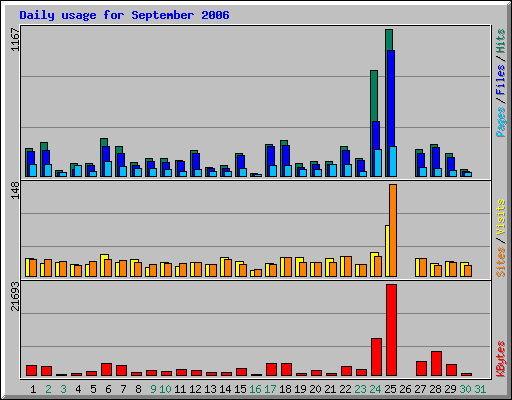 Daily usage for September 2006
1167
Pages / Files / Hits
148
Sites / Visits
21693
KBytes
1 2 3 4 5 6 7 8 9 10 11 12 13 14 15 16 17 18 19 20 21 22 23 24 25 26 27 28 29 30 31